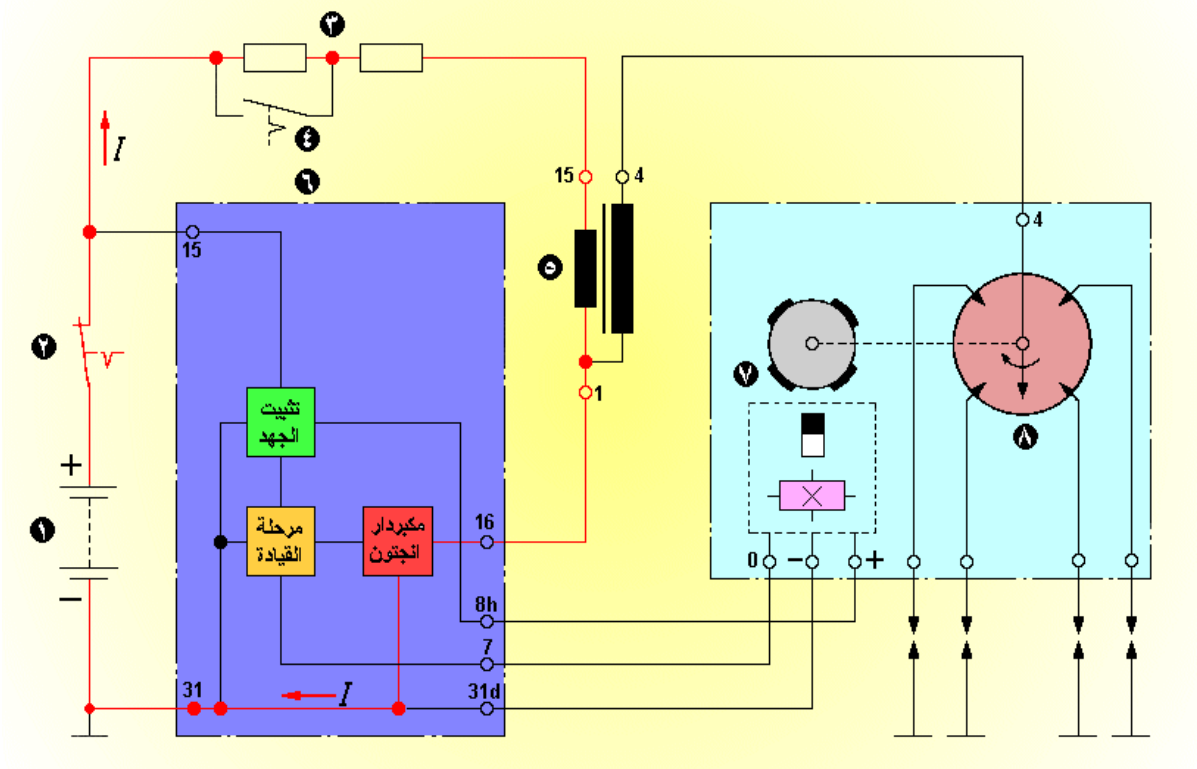 ٣
٤
٦
I
15
4
15
4
٥
٢
٧
٨
+
تثبيت
الجهد
١
مرحلة
القيادة
مكبردار
انجتون
16
0
−
+
−
8h
7
31
I
31d
1